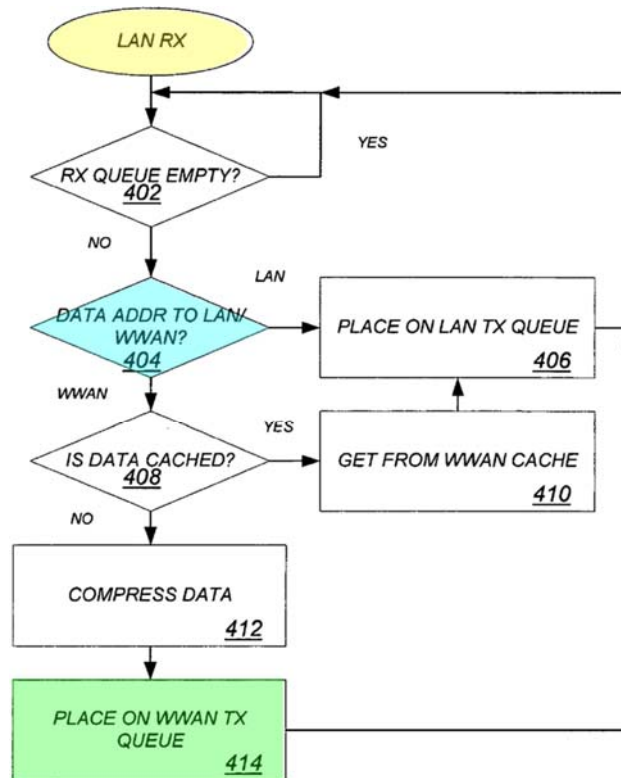 LAN RX
YES
RX QUEUE EMPTY?
402
NO
LAN
DATA ADDR TO LAN/
WWAN?
404
PLACE ON LAN TX QUEUE
406
WWAN
YES
IS DATA CACHED?
408
GET FROM WWAN CACHE
410
NO
COMPRESS DATA
412
PLACE ON WWAN TX
QUEUE
414